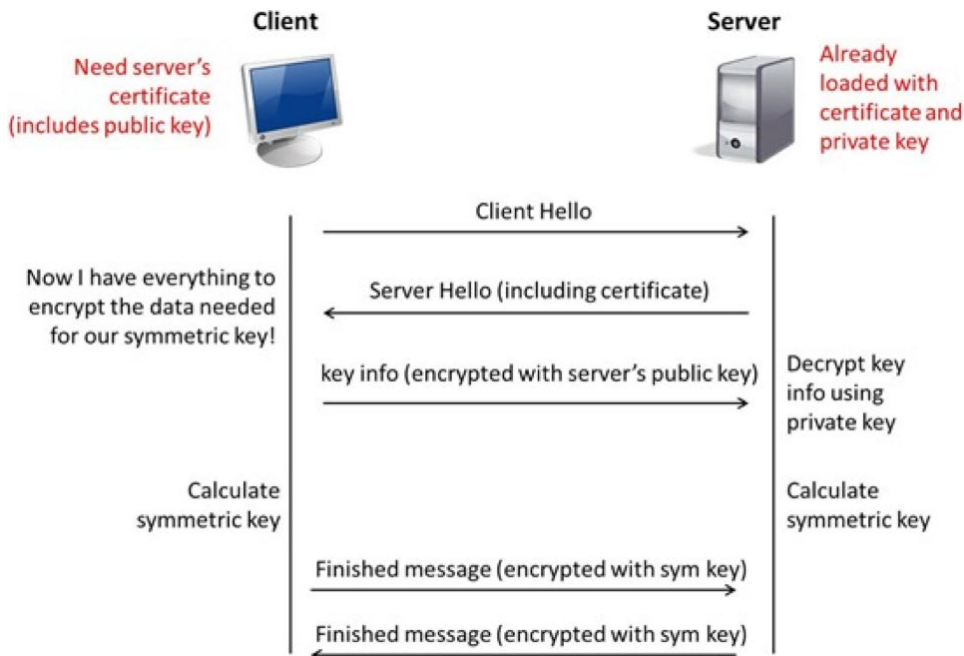 Client
Server
Need server's
certificate
(includes public key)
Already
loaded with
certificate and
private key
Client Hello
Now I have everything to
encrypt the data needed
for our symmetric key!
Server Hello (including certificate)
key info (encrypted with server's public key)
Decrypt key
info using
private key
Calculate
symmetric key
Calculate
symmetric key
Finished message (encrypted with sym key)
Finished message (encrypted with sym key)